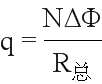 q = NΔΦ / R总